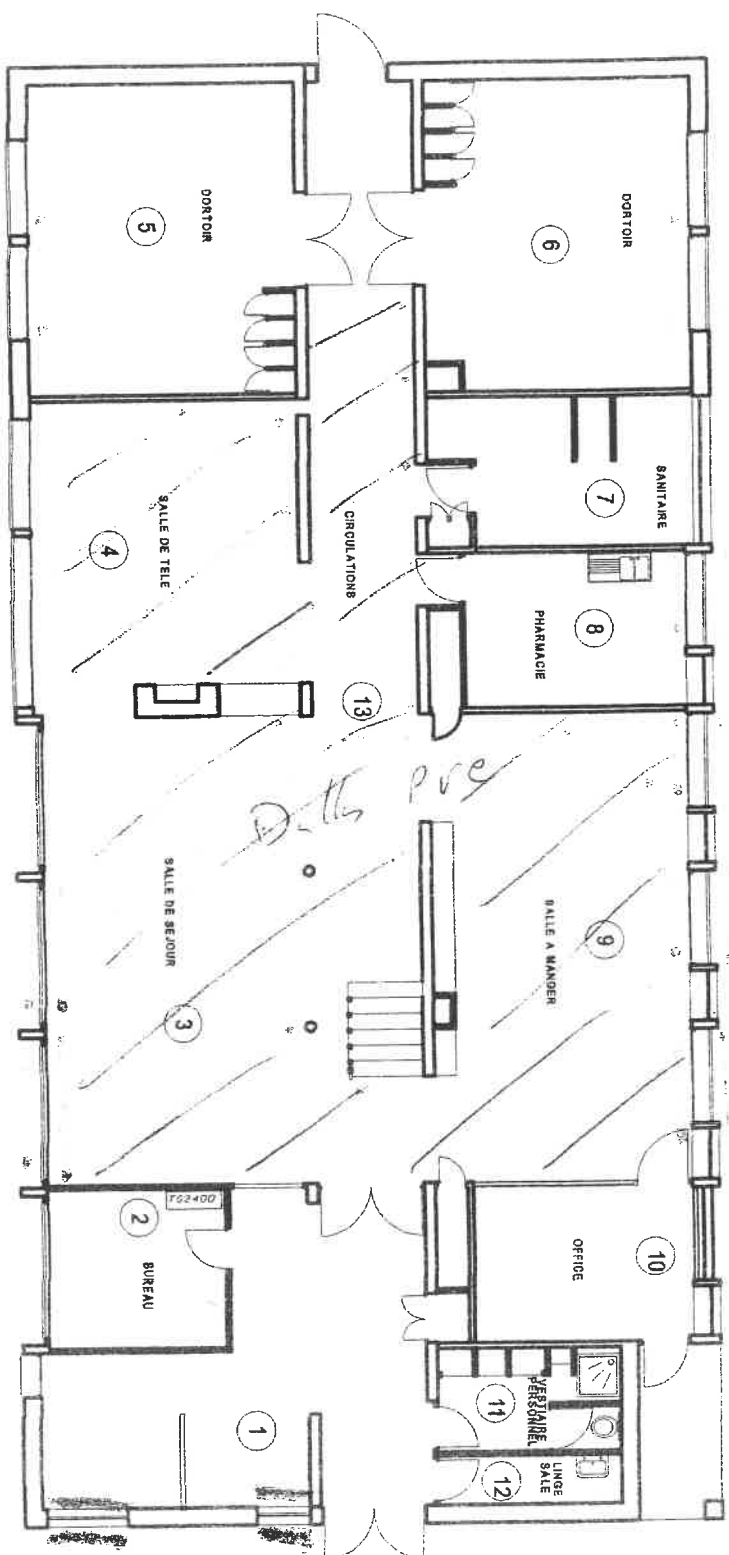 DORTOIR
5
DORTOIR
6
SALLE DE TELE
4
CIRCULATIONS
SANITAIRE
7
PHARMACIE
8
13
SALLE DE SEJOUR
3
SALLE A MANGER
9
BUREAU
2
TG2400
OFFICE
10
1
VESTIAIRE
PERSONNEL
11
LINGE
SALE
12